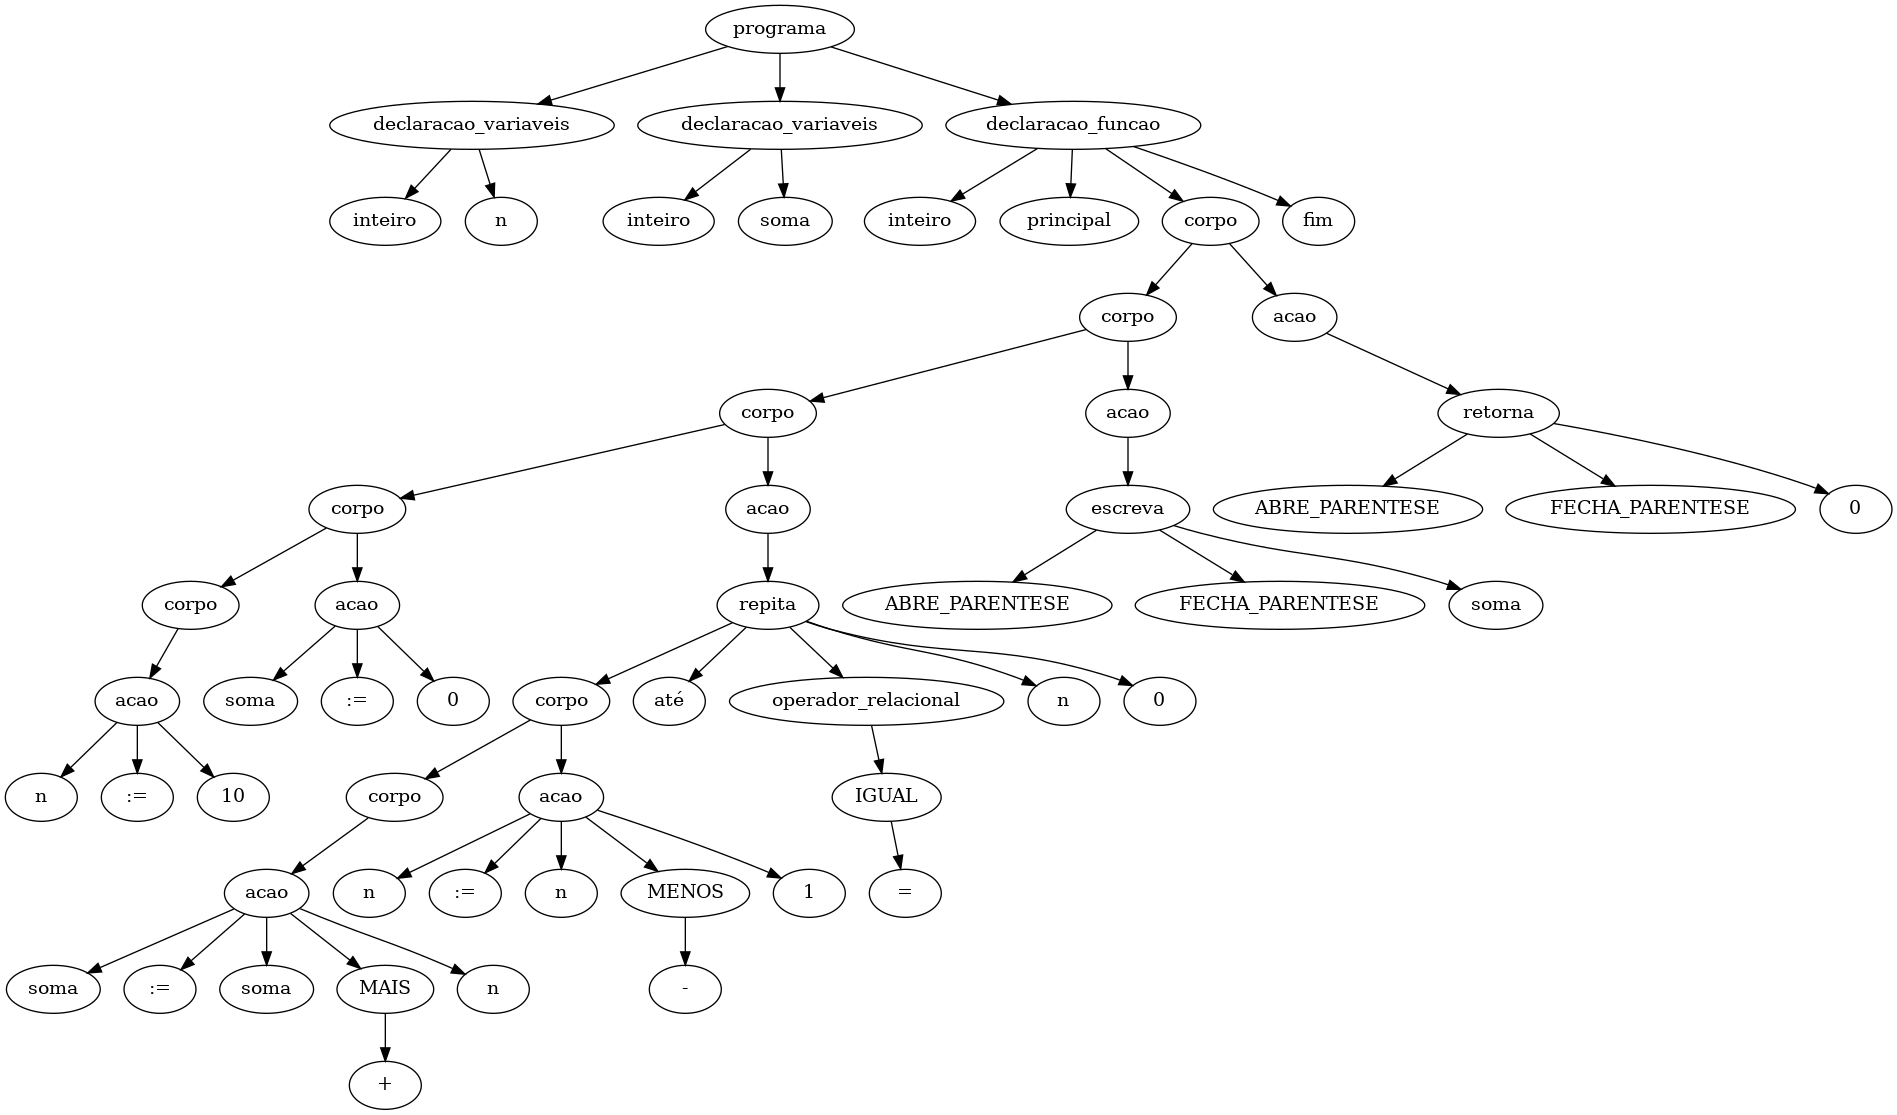 programa
declaracao_variaveis declaracao_variaveis declaracao_funcao
inteiro n inteiro soma inteiro principal corpo fim
corpo acao
corpo acao retorna
corpo acao escreva ABRE_PARENTESE FECHA_PARENTESE 0
corpo acao repita ABRE_PARENTESE FECHA_PARENTESE soma
acao soma := 0 corpo até operador_relacional n 0
n := 10 corpo acao IGUAL
acao n := n MENOS 1 =
soma := soma MAIS n -
+